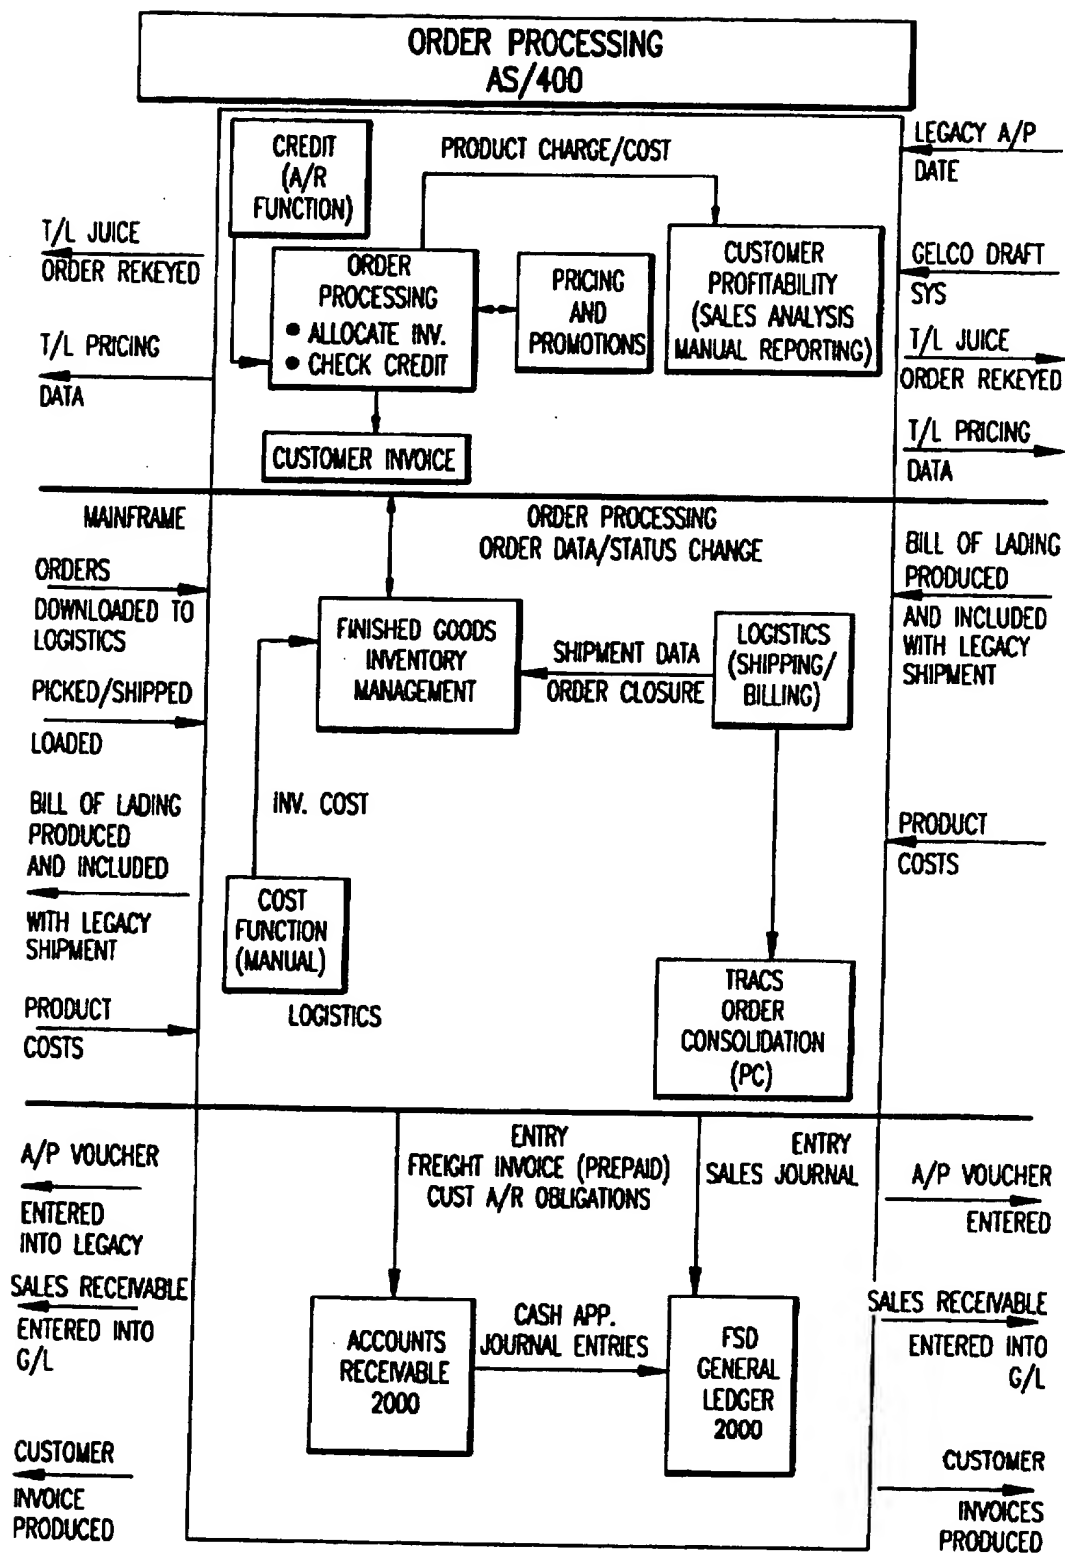 ORDER PROCESSING
AS/400
CREDIT
(A/R
FUNCTION)
PRODUCT CHARGE/COST
LEGACY A/P
DATE
T/L JUICE
ORDER REKEYED
ORDER
PROCESSING
● ALLOCATE INV.
● CHECK CREDIT
PRICING
AND
PROMOTIONS
CUSTOMER
PROFITABILITY
(SALES ANALYSIS
MANUAL REPORTING)
GELCO DRAFT
SYS
T/L PRICING
DATA
T/L JUICE
ORDER REKEYED
CUSTOMER INVOICE
T/L PRICING
DATA
MAINFRAME
ORDER PROCESSING
ORDER DATA/STATUS CHANGE
ORDERS
DOWNLOADED TO
LOGISTICS
BILL OF LADING
PRODUCED
AND INCLUDED
WITH LEGACY
SHIPMENT
FINISHED GOODS
INVENTORY
MANAGEMENT
SHIPMENT DATA
ORDER CLOSURE
LOGISTICS
(SHIPPING/
BILLING)
PICKED/SHIPPED
LOADED
BILL OF LADING
PRODUCED
AND INCLUDED
WITH LEGACY
SHIPMENT
INV. COST
PRODUCT
COSTS
COST
FUNCTION
(MANUAL)
LOGISTICS
TRACS
ORDER
CONSOLIDATION
(PC)
PRODUCT
COSTS
A/P VOUCHER
ENTERED
INTO LEGACY
ENTRY
FREIGHT INVOICE (PREPAID)
CUST A/R OBLIGATIONS
ENTRY
SALES JOURNAL
A/P VOUCHER
ENTERED
SALES RECEIVABLE
ENTERED INTO
G/L
ACCOUNTS
RECEIVABLE
2000
CASH APP.
JOURNAL ENTRIES
FSD
GENERAL
LEDGER
2000
SALES RECEIVABLE
ENTERED INTO
G/L
CUSTOMER
INVOICE
PRODUCED
CUSTOMER
INVOICES
PRODUCED